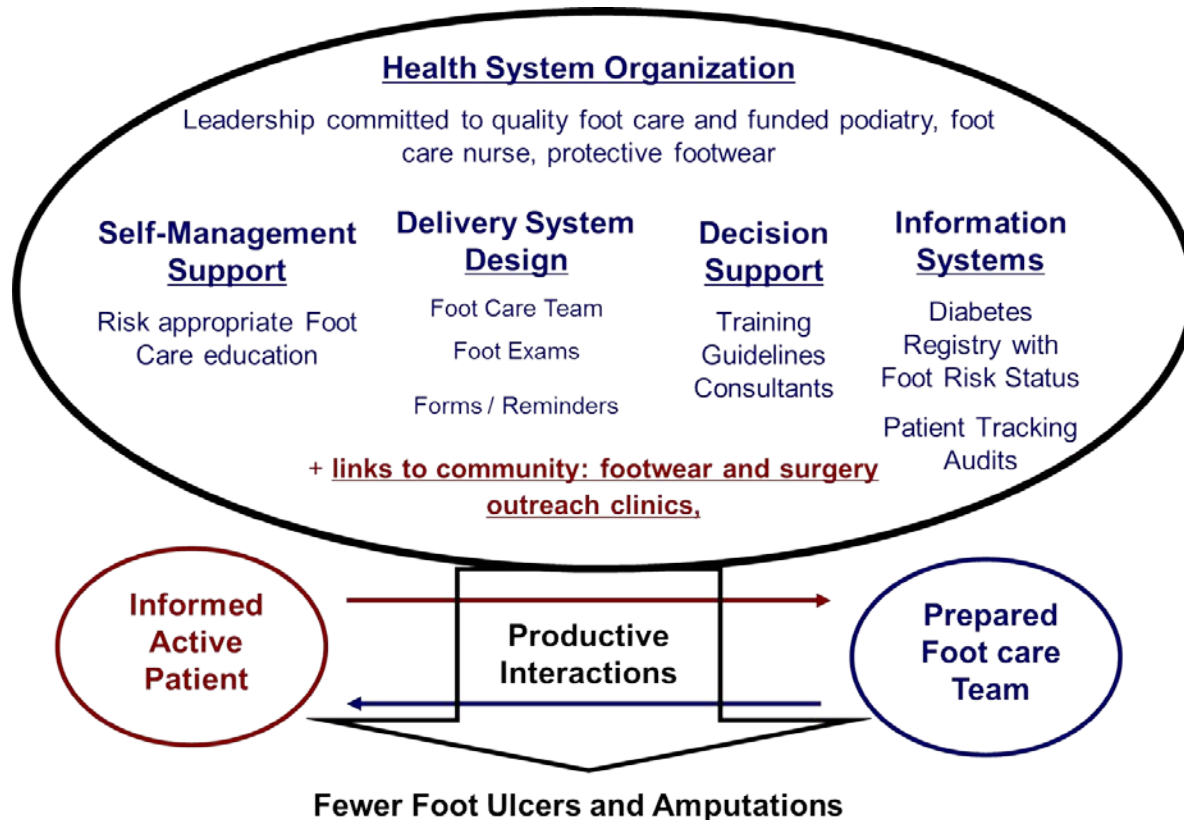 Health System Organization
Leadership committed to quality foot care and funded podiatry, foot
care nurse, protective footwear
Self-Management
Support
Risk appropriate Foot
Care education
Delivery System
Design
Foot Care Team
Foot Exams
Forms / Reminders
Decision
Support
Training
Guidelines
Consultants
Information
Systems
Diabetes
Registry with
Foot Risk Status
Patient Tracking
Audits
+ links to community: footwear and surgery
outreach clinics,
Informed
Active
Patient
Productive
Interactions
Prepared
Foot care
Team
Fewer Foot Ulcers and Amputations